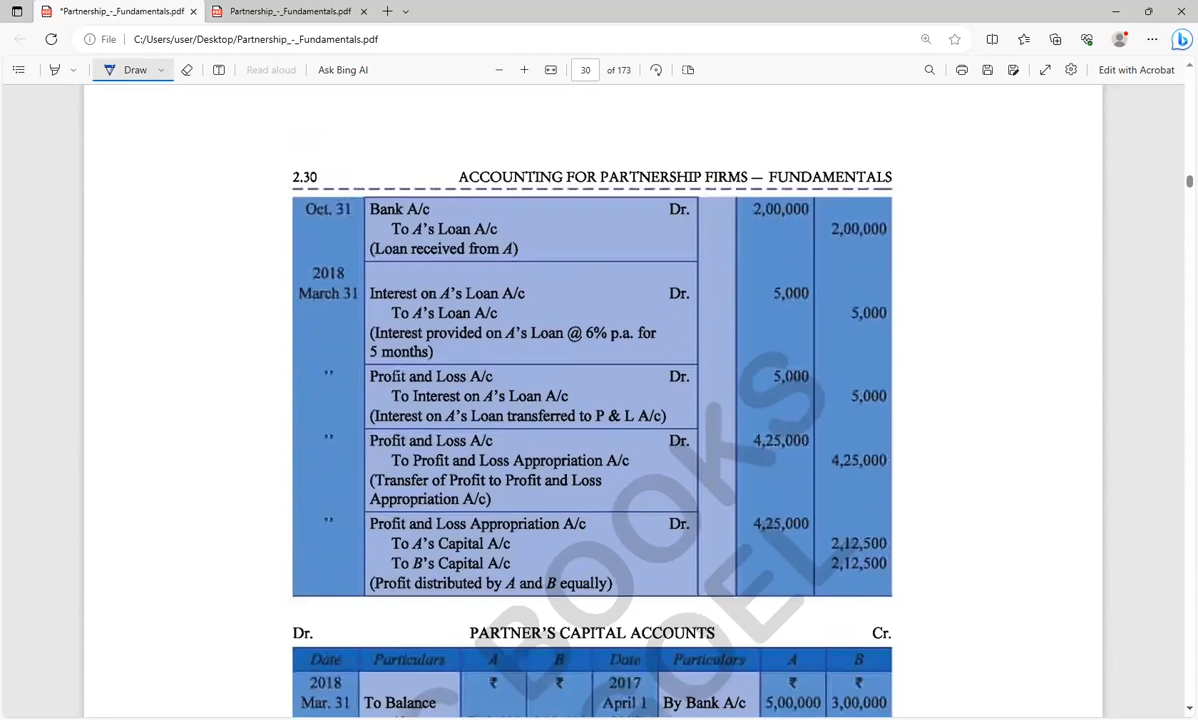 *Partnership_-_Fundamentals.pdf
Partnership_-_Fundamentals.pdf
File C:/Users/user/Desktop/Partnership_-_Fundamentals.pdf
Draw Read aloud Ask Bing AI 30 of 173 Edit with Acrobat
2.30 ACCOUNTING FOR PARTNERSHIP FIRMS — FUNDAMENTALS
Oct. 31 Bank A/c Dr. 2,00,000
To A's Loan A/c 2,00,000
(Loan received from A)
2018
March 31 Interest on A's Loan A/c Dr. 5,000
To A's Loan A/c 5,000
(Interest provided on A's Loan @ 6% p.a. for
5 months)
'' Profit and Loss A/c Dr. 5,000
To Interest on A's Loan A/c 5,000
(Interest on A's Loan transferred to P & L A/c)
'' Profit and Loss A/c Dr. 4,25,000
To Profit and Loss Appropriation A/c 4,25,000
(Transfer of Profit to Profit and Loss
Appropriation A/c)
'' Profit and Loss Appropriation A/c Dr. 4,25,000
To A's Capital A/c 2,12,500
To B's Capital A/c 2,12,500
(Profit distributed by A and B equally)
Dr. PARTNER'S CAPITAL ACCOUNTS Cr.
Date Particulars A B Date Particulars A B
2018 ₹ ₹ 2017 ₹ ₹
Mar. 31 To Balance April 1 By Bank A/c 5,00,000 3,00,000
BOOKS
GOEL